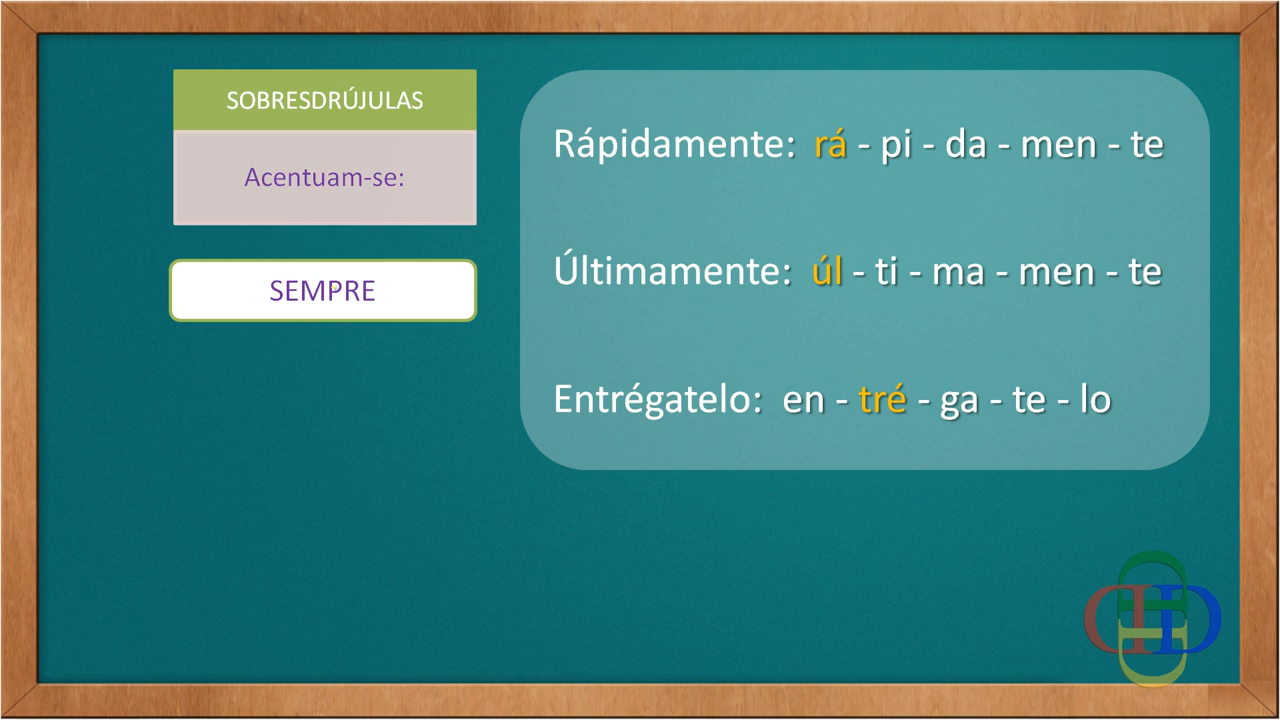 SOBRESDRÚJULAS
Acentuam-se:
SEMPRE
Rápidamente: rá - pi - da - men - te
Últimamente: úl - ti - ma - men - te
Entrégatelo: en - tré - ga - te - lo